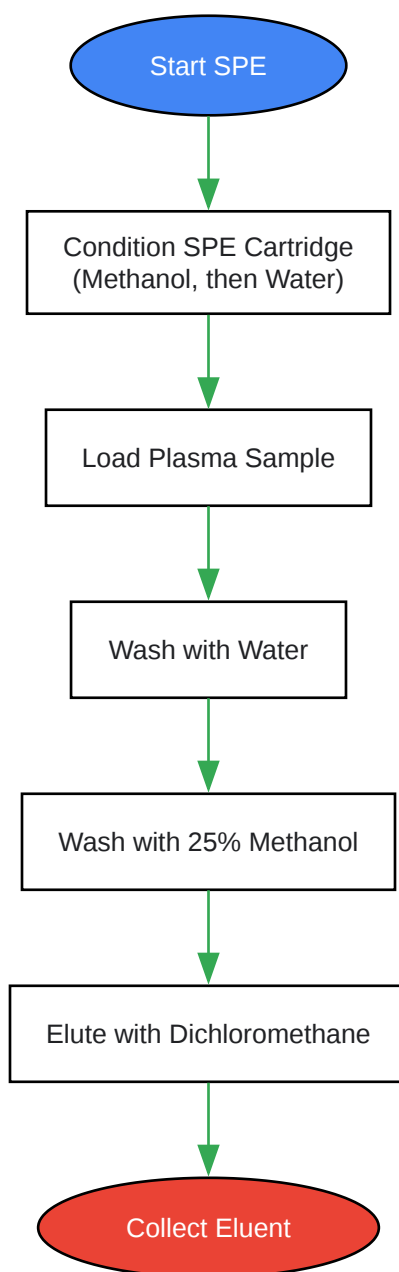 Start SPE
Condition SPE Cartridge
(Methanol, then Water)
Load Plasma Sample
Wash with Water
Wash with 25% Methanol
Elute with Dichloromethane
Collect Eluent